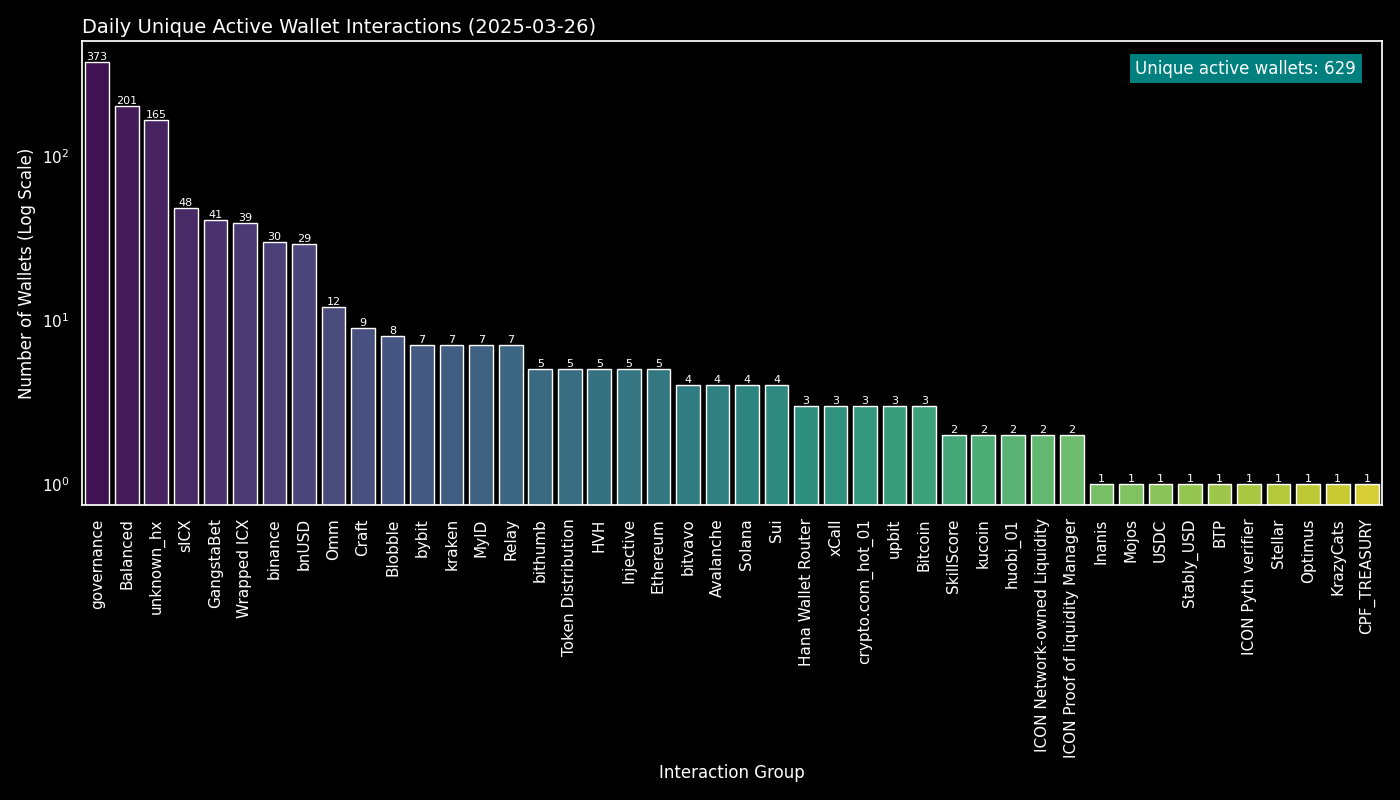 Daily Unique Active Wallet Interactions (2025-03-26)
Unique active wallets: 629
Number of Wallets (Log Scale)
10²
10¹
10⁰
373
201
165
48
41
39
30
29
12
9
8
7
7
7
7
5
5
5
5
5
4
4
4
4
3
3
3
3
3
2
2
2
2
2
1
1
1
1
1
1
1
1
1
1
governance
Balanced
unknown_hx
sICX
GangstaBet
Wrapped ICX
binance
bnUSD
Omm
Craft
Blobble
bybit
kraken
MyID
Relay
bithumb
Token Distribution
HVH
Injective
Ethereum
bitvavo
Avalanche
Solana
Sui
Hana Wallet Router
xCall
crypto.com_hot_01
upbit
Bitcoin
SkillScore
kucoin
huobi_01
ICON Network-owned Liquidity
ICON Proof of liquidity Manager
Inanis
Mojos
USDC
Stably_USD
BTP
ICON Pyth verifier
Stellar
Optimus
KrazyCats
CPF_TREASURY
Interaction Group